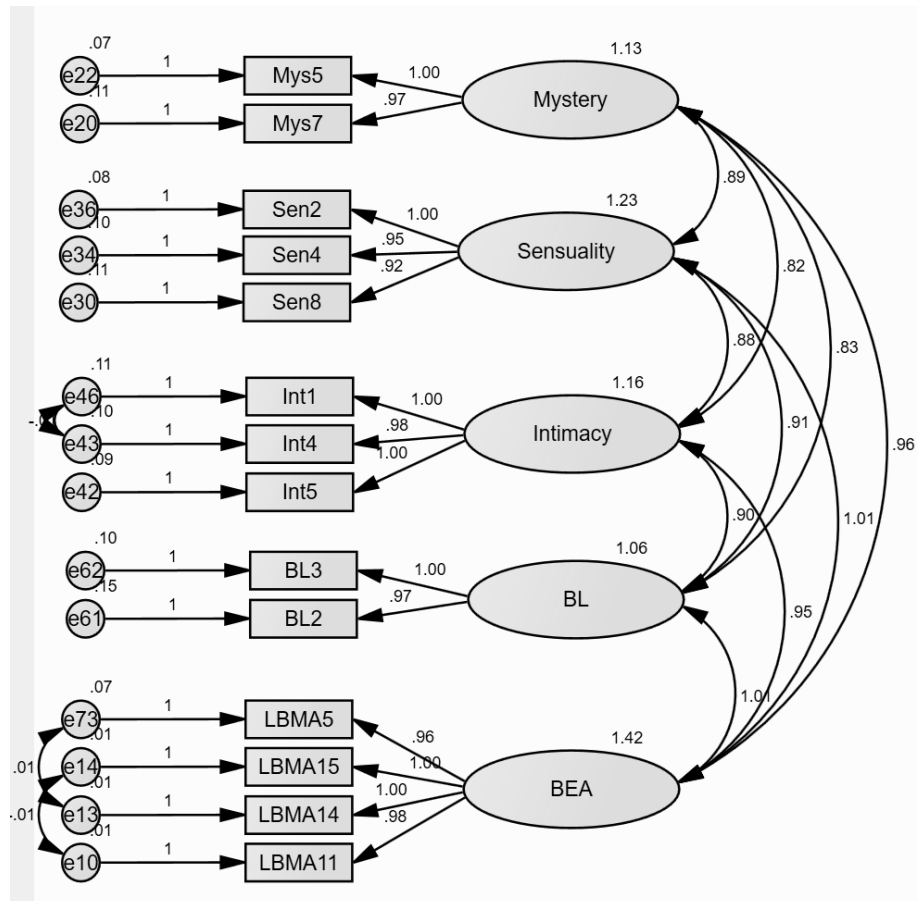 .07
1.13
e22 1 Mys5 1.00 Mystery
.11
e20 1 Mys7 .97
.89
.08
1.23
e36 1 Sen2 1.00
.10
e34 1 Sen4 .95 Sensuality
.11
e30 1 Sen8 .92
.82
.88
.83
.11
1.16
e46 1 Int1 1.00
.10
e43 1 Int4 .98 Intimacy
.09
e42 1 Int5 1.00
.91
.96
.90
1.01
.10
1.06
e62 1 BL3 1.00 BL
.15
e61 1 BL2 .97
.95
.07
1.01
e73 1 LBMA5 .96
1.42
.01
e14 1 LBMA15 1.00 BEA
.01
.01
e13 1 LBMA14 1.00
-.01
.01
e10 1 LBMA11 .98